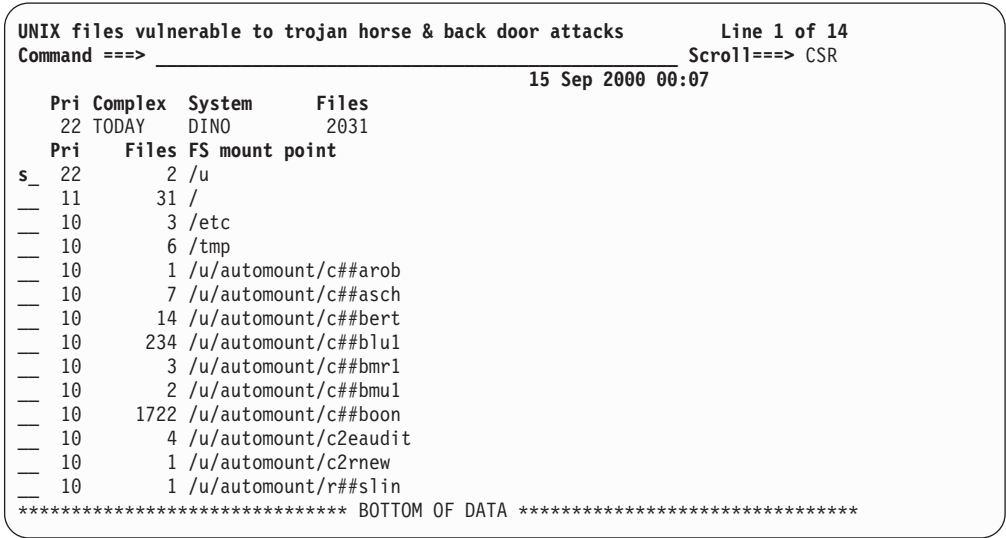 UNIX files vulnerable to trojan horse & back door attacks Line 1 of 14
Command ===> _________________________________________________ Scroll===> CSR
15 Sep 2000 00:07
Pri Complex System Files
22 TODAY DINO 2031
Pri Files FS mount point
s_ 22 2 /u
__ 11 31 /
__ 10 3 /etc
__ 10 6 /tmp
__ 10 1 /u/automount/c##arob
__ 10 7 /u/automount/c##asch
__ 10 14 /u/automount/c##bert
__ 10 234 /u/automount/c##blu1
__ 10 3 /u/automount/c##bmr1
__ 10 2 /u/automount/c##bmu1
__ 10 1722 /u/automount/c##boon
__ 10 4 /u/automount/c2eaudit
__ 10 1 /u/automount/c2rnew
__ 10 1 /u/automount/r##slin
******************************* BOTTOM OF DATA ********************************